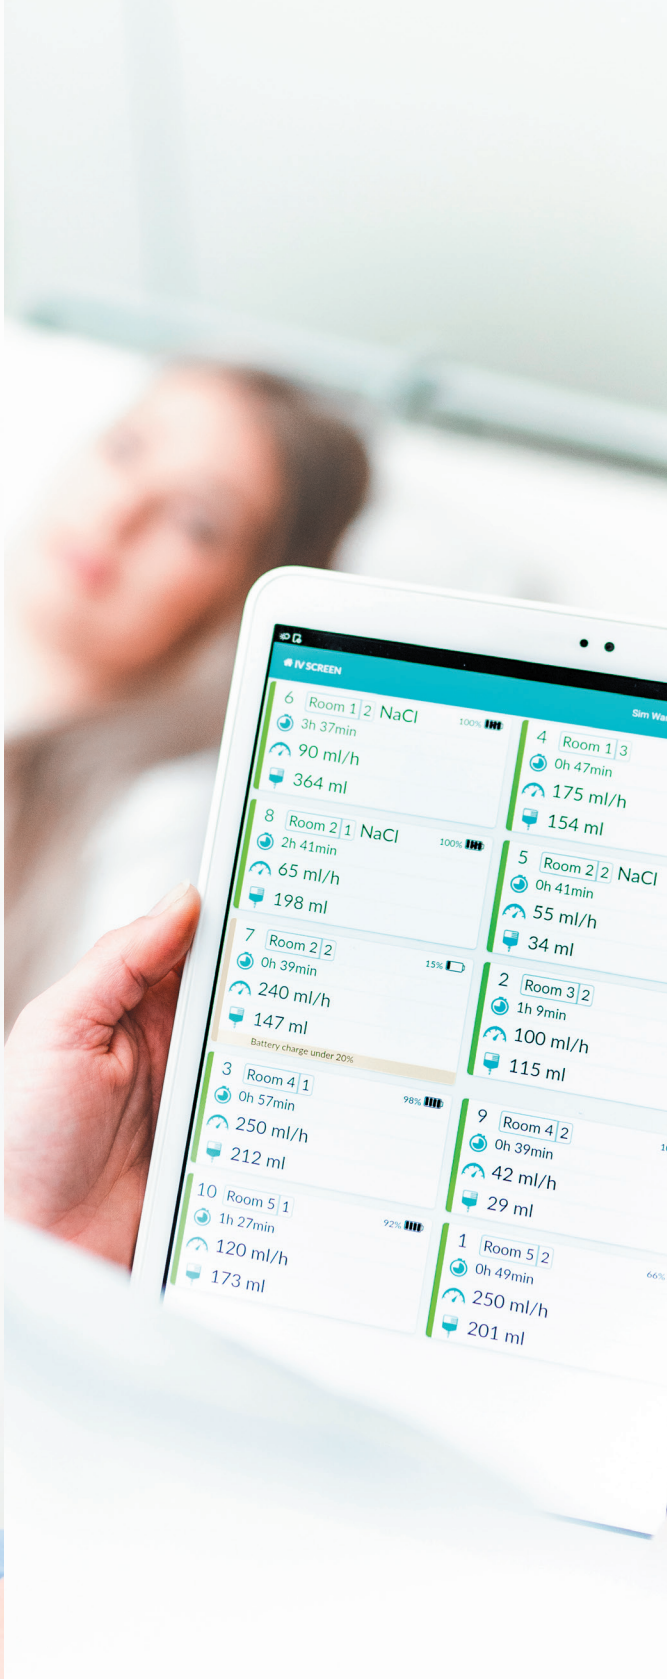 IV SCREEN
6 Room 1 2 NaCl 100%
3h 37min
90 ml/h
364 ml
4 Room 1 3
0h 47min
175 ml/h
154 ml
8 Room 2 1 NaCl 100%
2h 41min
65 ml/h
198 ml
5 Room 2 2 NaCl
0h 41min
55 ml/h
34 ml
7 Room 2 2 15%
0h 39min
240 ml/h
147 ml
Battery charge under 20%
2 Room 3 2
1h 9min
100 ml/h
115 ml
3 Room 4 1 98%
0h 57min
250 ml/h
212 ml
9 Room 4 2
0h 39min
42 ml/h
29 ml
10 Room 5 1 92%
1h 27min
120 ml/h
173 ml
1 Room 5 2 66%
0h 49min
250 ml/h
201 ml